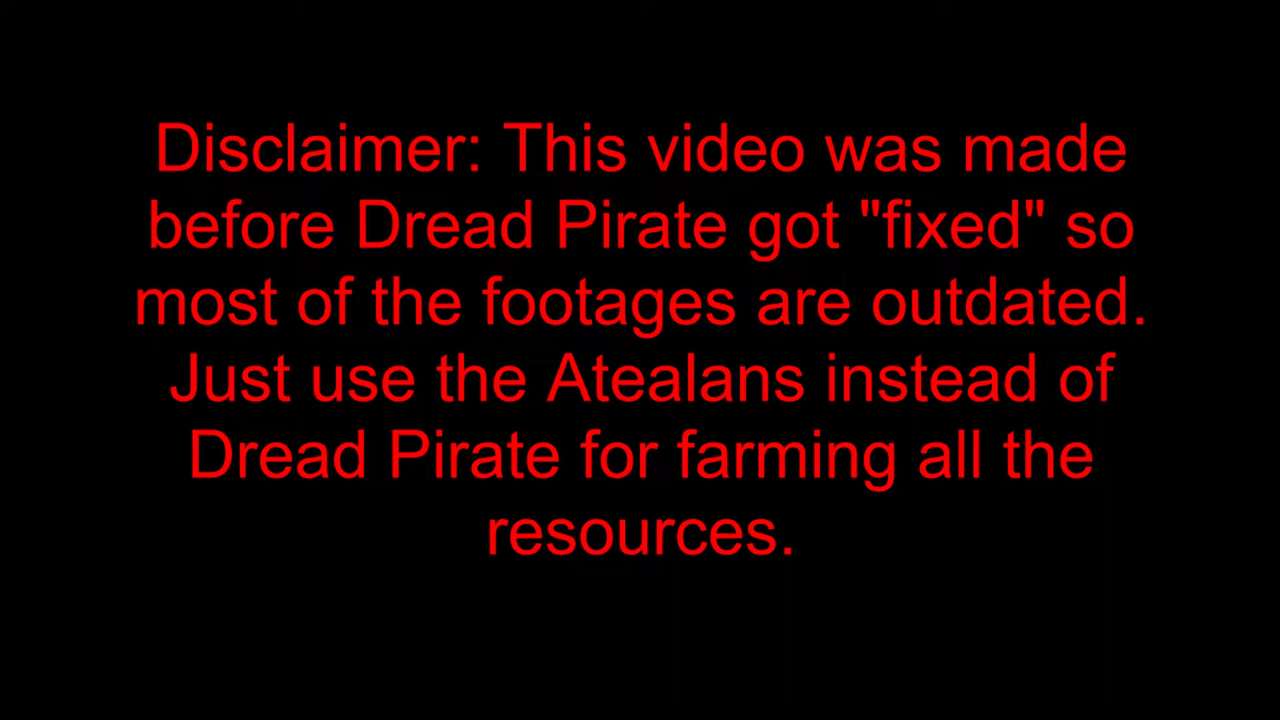 Disclaimer: This video was made
before Dread Pirate got "fixed" so
most of the footages are outdated.
Just use the Atealans instead of
Dread Pirate for farming all the
resources.